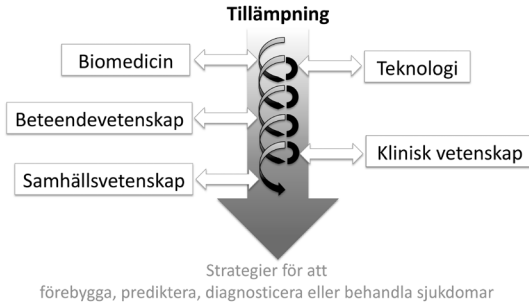 Tillämpning
Biomedicin
Teknologi
Beteendevetenskap
Klinisk vetenskap
Samhällsvetenskap
Strategier för att
förebygga, prediktera, diagnosticera eller behandla sjukdomar